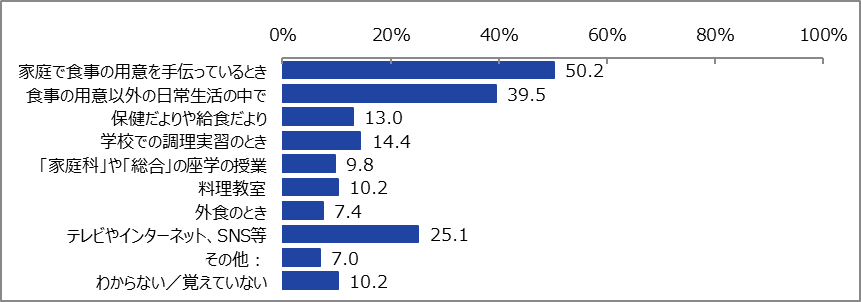 0% 20% 40% 60% 80% 100%
家庭で食事の用意を手伝っているとき 50.2
食事の用意以外の日常生活の中で 39.5
保健だよりや給食だより 13.0
学校での調理実習のとき 14.4
「家庭科」や「総合」の座学の授業 9.8
料理教室 10.2
外食のとき 7.4
テレビやインターネット、SNS等 25.1
その他： 7.0
わからない／覚えていない 10.2